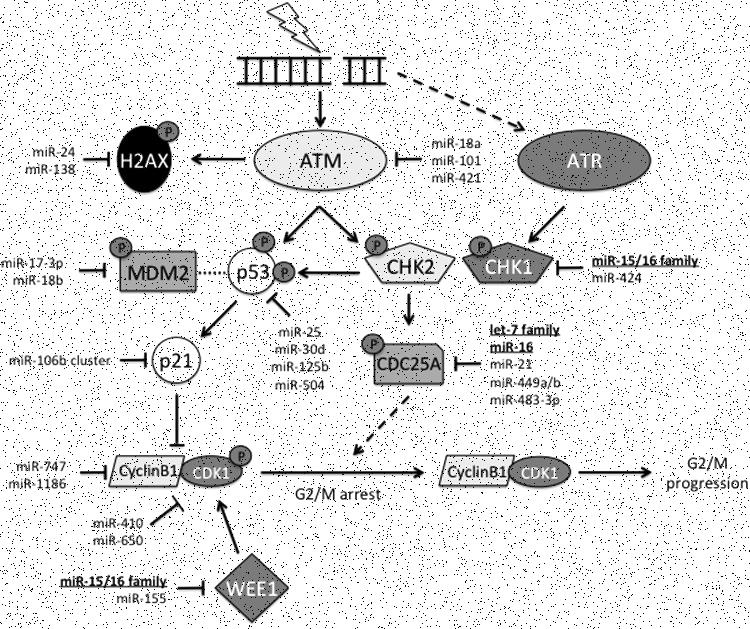 miR-24
miR-138
P
H2AX
ATM
miR-18a
miR-101
miR-421
ATR
miR-17-3p
miR-18b
P
MDM2
P
p53
P
P
CHK2
P
CHK1
miR-15/16 family
miR-424
miR-25
miR-30d
miR-125b
miR-504
miR-106b cluster
p21
P
CDC25A
let-7 family
miR-16
miR-21
miR-449a/b
miR-483-3p
miR-747
miR-1186
CyclinB1
CDK1
P
G2/M arrest
CyclinB1
CDK1
G2/M
progression
miR-410
miR-650
miR-15/16 family
miR-155
WEE1